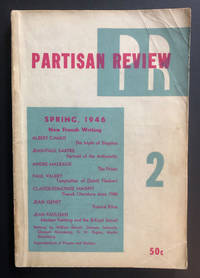 PR
PARTISAN REVIEW
SPRING, 1946
New French Writing
ALBERT CAMUS
The Myth of Sisyphus
JEAN-PAUL SARTRE
Portrait of the Antisemite
ANDRE MALRAUX
The Prison
PAUL VALERY
Temptation of (Saint) Flaubert
CLAUDE-EDMONDE MAGNY
French Literature since 1940
JEAN GENET
JEAN PAULHAN
2
50c